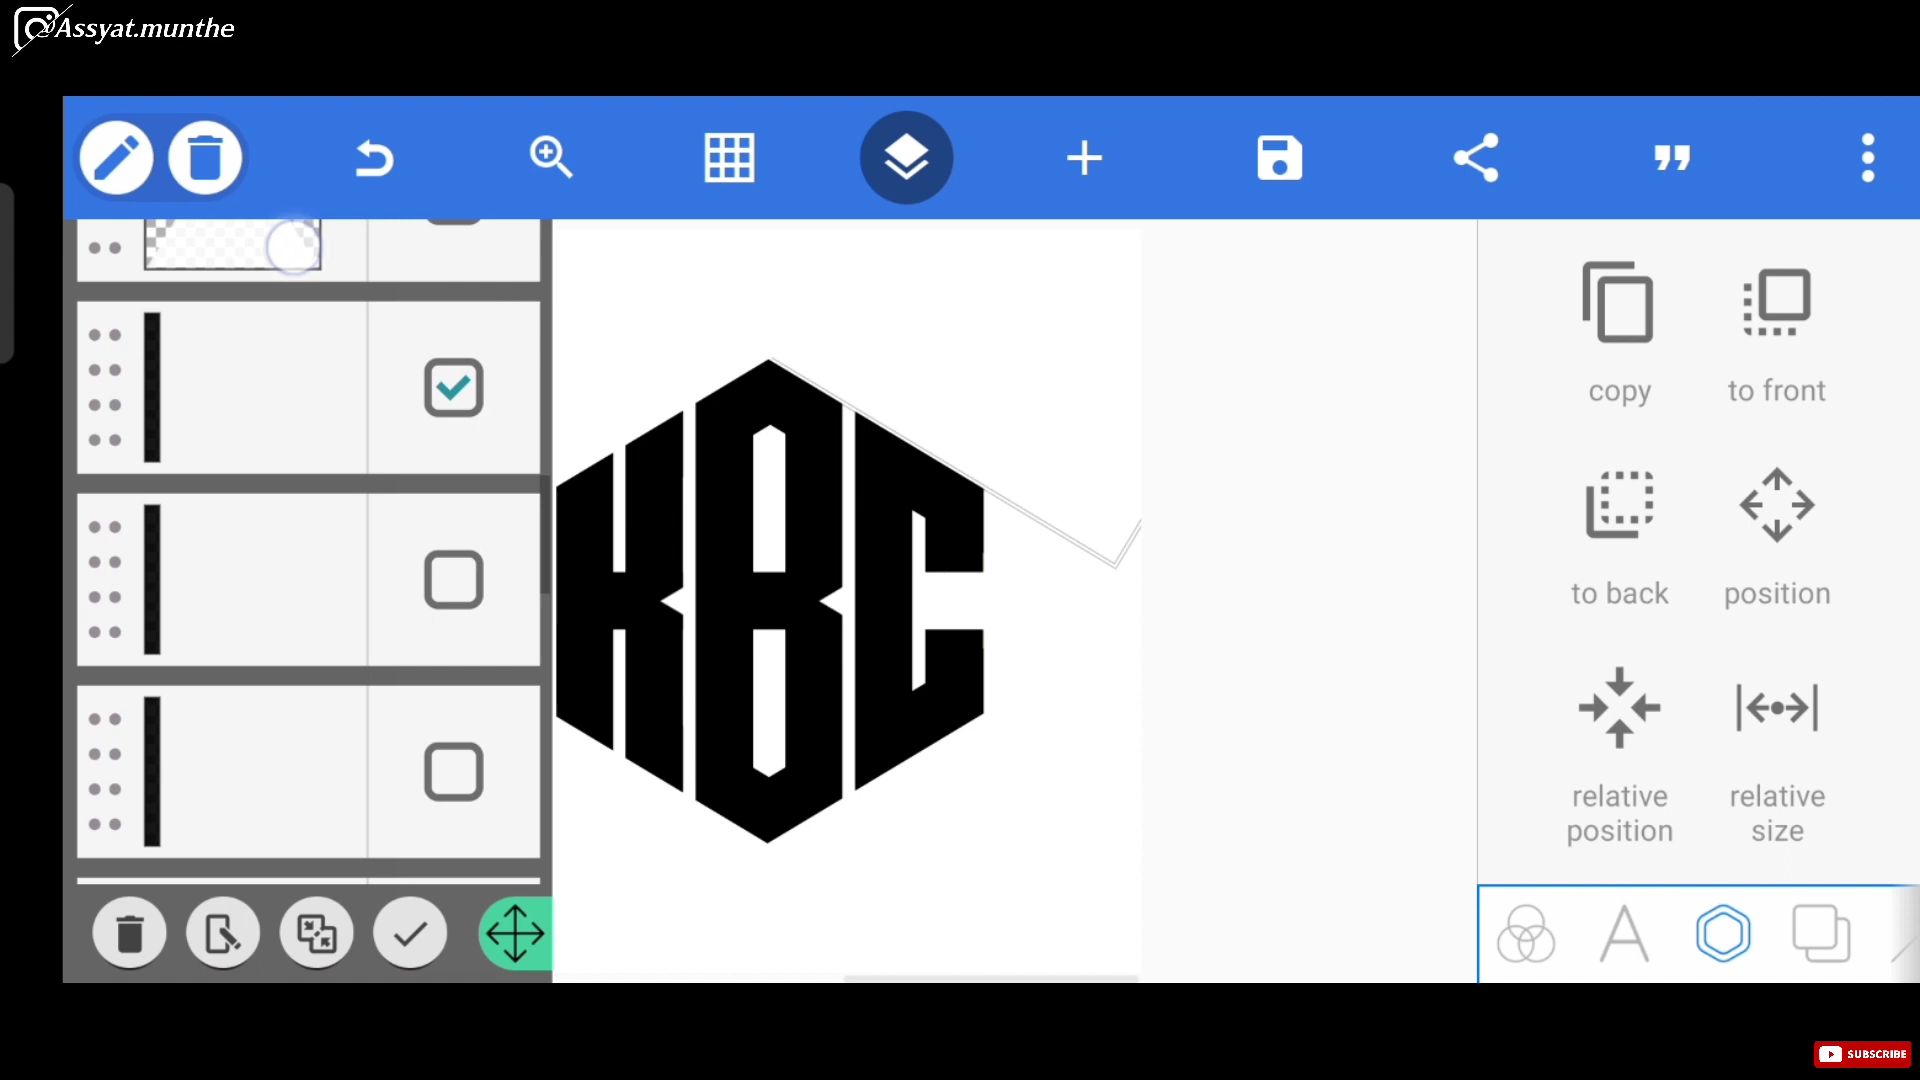 @Assyat.munthe
KBC
copy
to front
to back
position
relative position
relative size
SUBSCRIBE